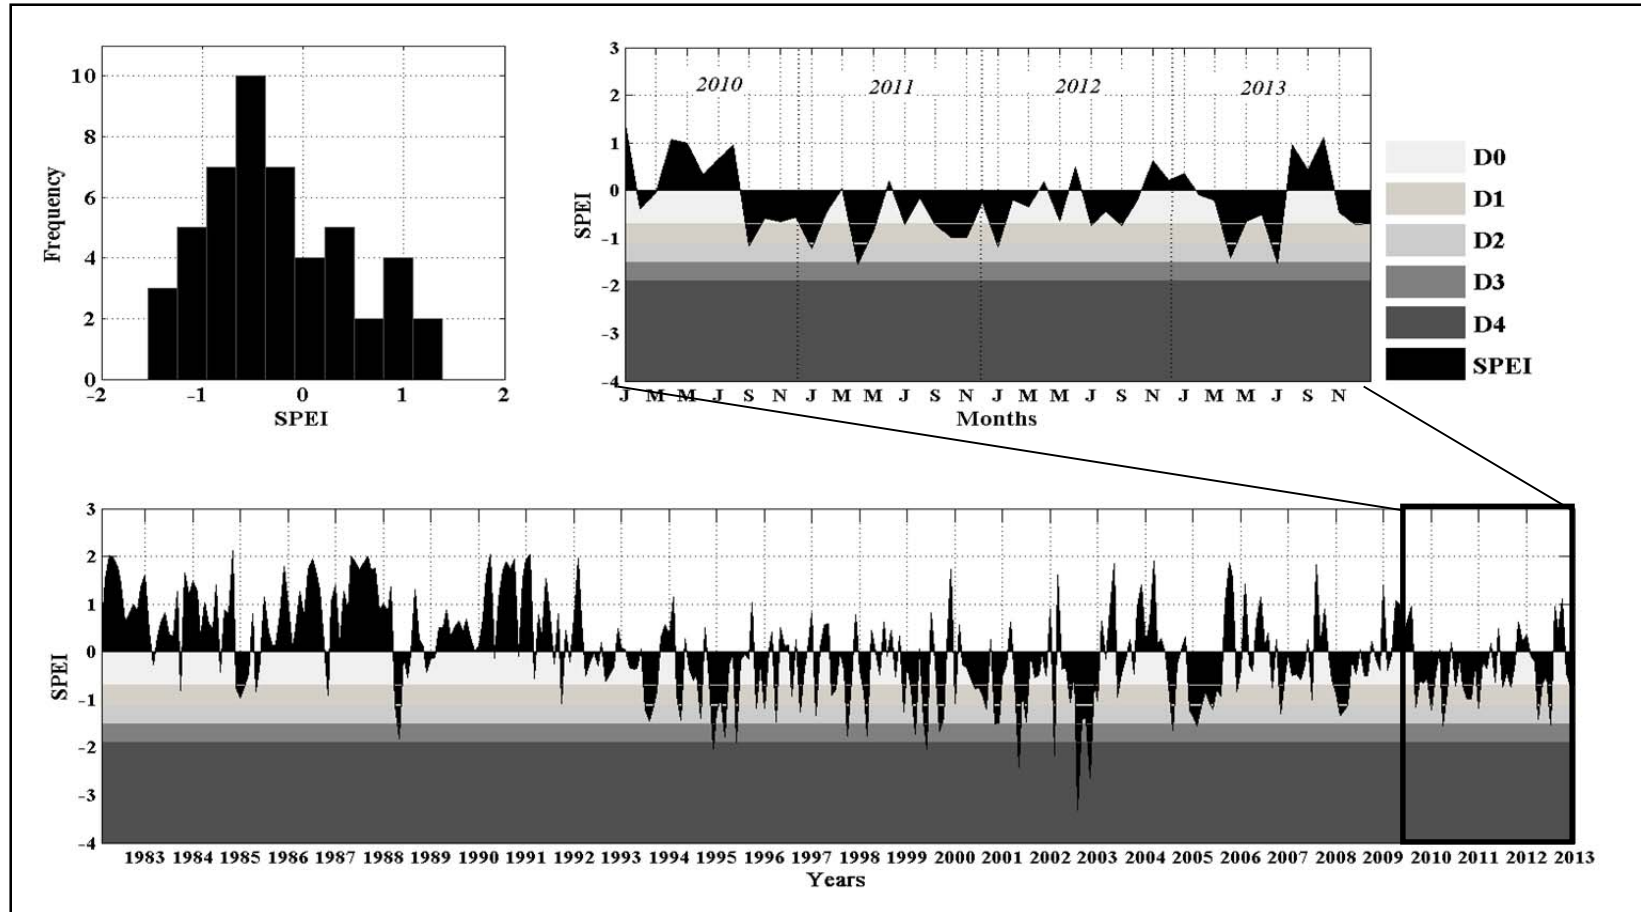 10
8
6
4
2
0
Frequency
-2 -1 0 1 2
SPEI
3
2
1
0
-1
-2
-3
-4
SPEI
2010 2011 2012 2013
J M M J S N J M M J S N J M M J S N J M M J S N
Months
D0
D1
D2
D3
D4
SPEI
3
2
1
0
-1
-2
-3
-4
SPEI
1983 1984 1985 1986 1987 1988 1989 1990 1991 1992 1993 1994 1995 1996 1997 1998 1999 2000 2001 2002 2003 2004 2005 2006 2007 2008 2009 2010 2011 2012 2013
Years